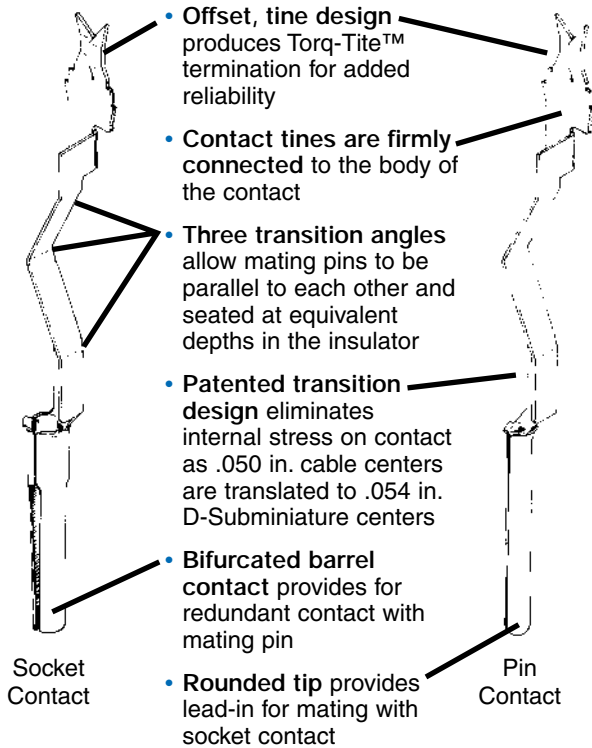 • Offset, tine design
produces Torq-Tite™
termination for added
reliability
• Contact tines are firmly
connected to the body of
the contact
• Three transition angles
allow mating pins to be
parallel to each other and
seated at equivalent
depths in the insulator
• Patented transition
design eliminates
internal stress on contact
as .050 in. cable centers
are translated to .054 in.
D-Subminiature centers
• Bifurcated barrel
contact provides for
redundant contact with
mating pin
• Rounded tip provides
lead-in for mating with
socket contact
Socket
Contact
Pin
Contact